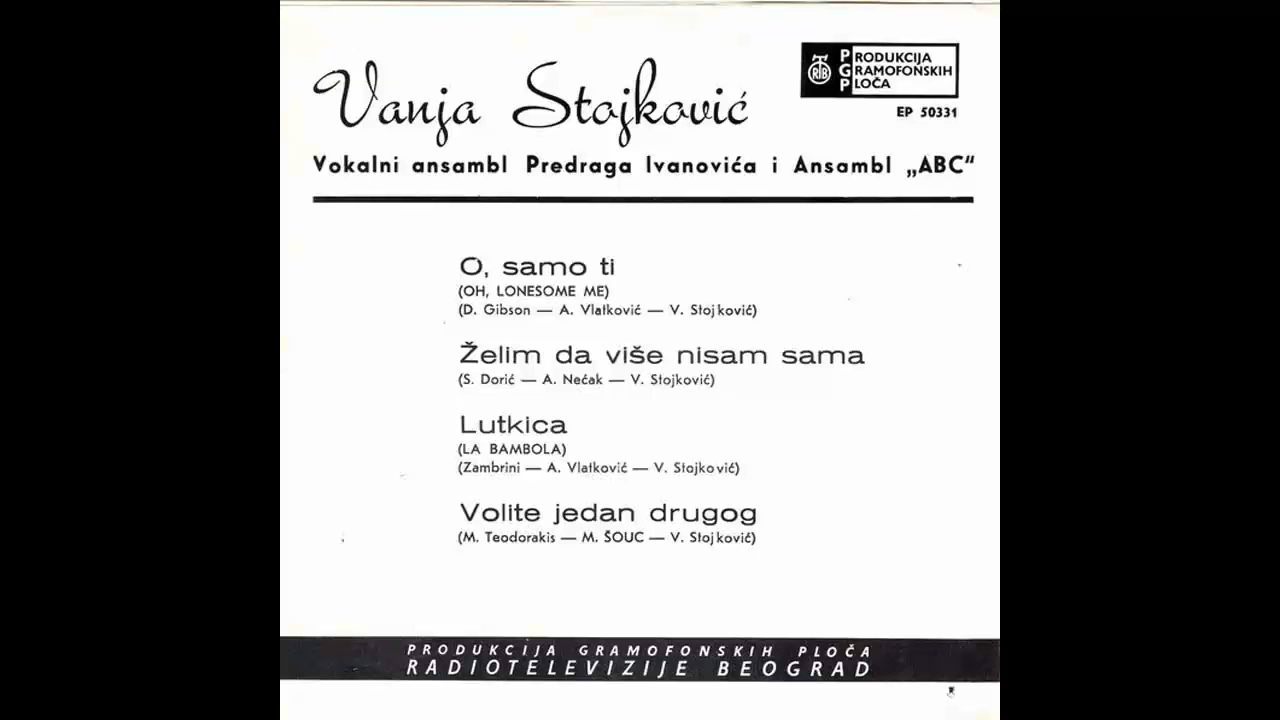 Vanja Stojković
PRODUKCIJA
GRAMOFONSKIH
PLOČA
RTB
EP 50331
Vokalni ansambl Predraga Ivanovića i Ansambl „ABC“
O, samo ti
(OH, LONESOME ME)
(D. Gibson — A. Vlatković — V. Stojković)
Želim da više nisam sama
(S. Dorić — A. Nećak — V. Stojković)
Lutkica
(LA BAMBOLA)
(Zambrini — A. Vlatković — V. Stojković)
Volite jedan drugog
(M. Teodorakis — M. ŠOUC — V. Stojković)
PRODUKCIJA GRAMOFONSKIH PLOČA
RADIOTELEVIZIJE BEOGRAD